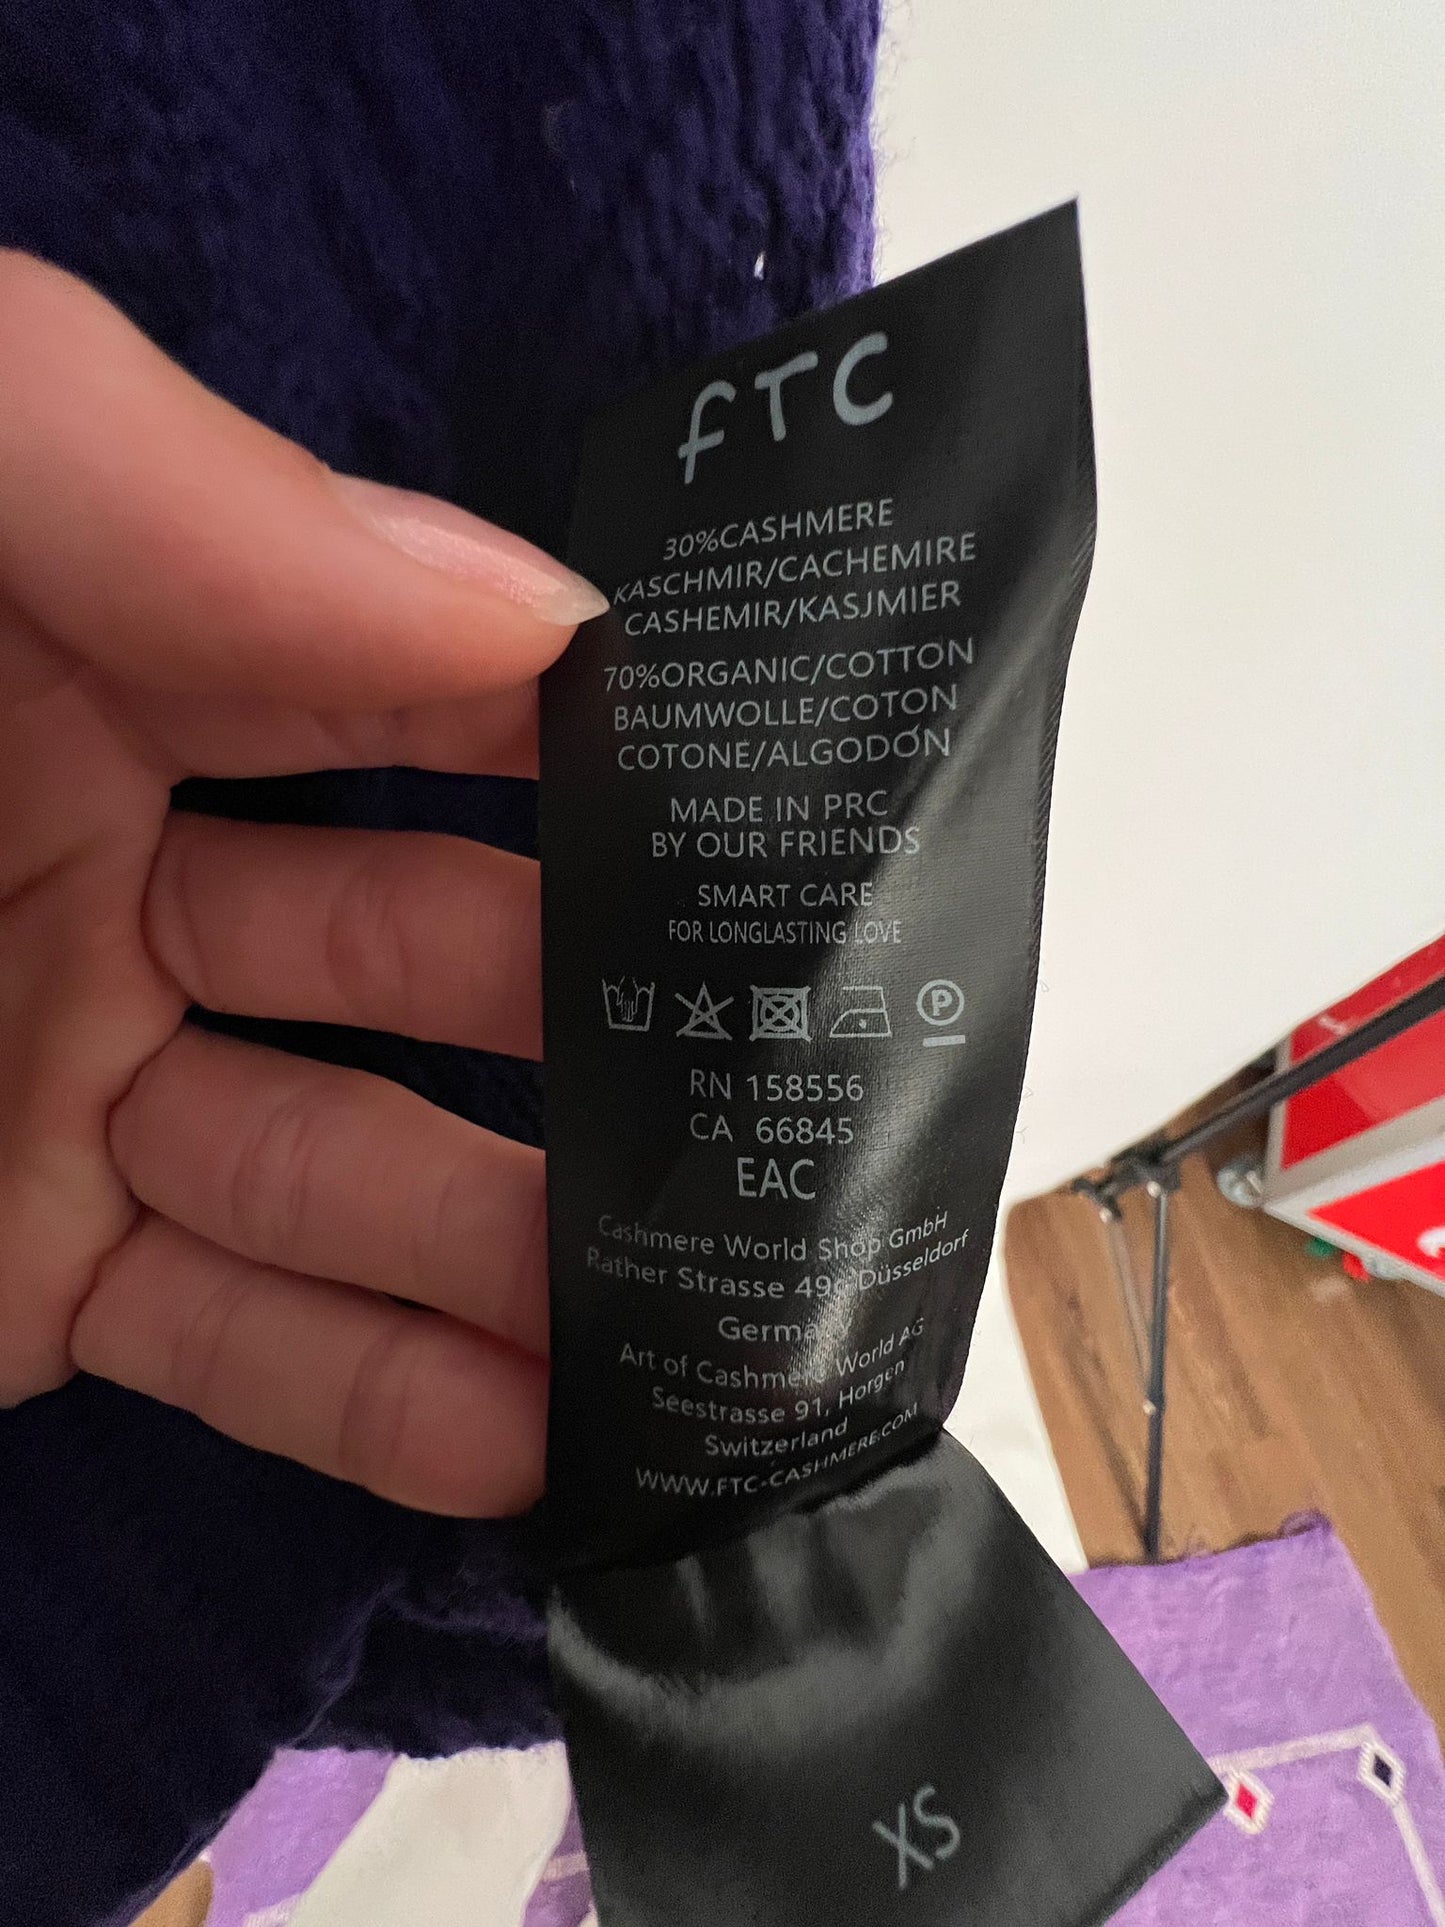 FTC
30%CASHMERE
KASCHMIR/CACHEMIRE
CASHEMIR/KASJMIER
70%ORGANIC/COTTON
BAUMWOLLE/COTON
COTONE/ALGODÓN
MADE IN PRC
BY OUR FRIENDS
SMART CARE
FOR LONGLASTING LOVE
P
RN 158556
CA 66845
EAC
Cashmere World Shop GmbH
Rather Strasse 49c Düsseldorf
Germany
Art of Cashmere World AG
Seestrasse 91, Horgen
Switzerland
WWW.FTC-CASHMERE.COM
XS